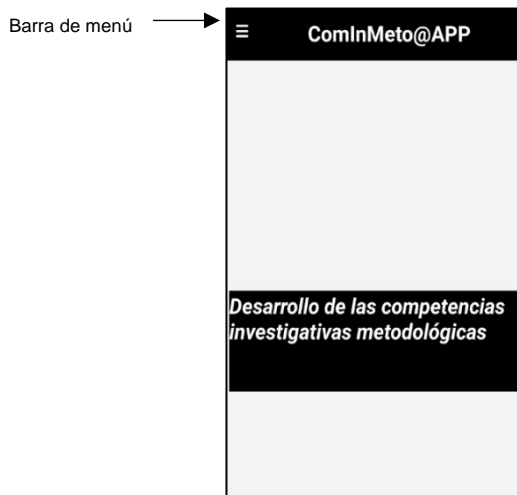 Barra de menú
ComInMeto@APP
Desarrollo de las competencias
investigativas metodológicas